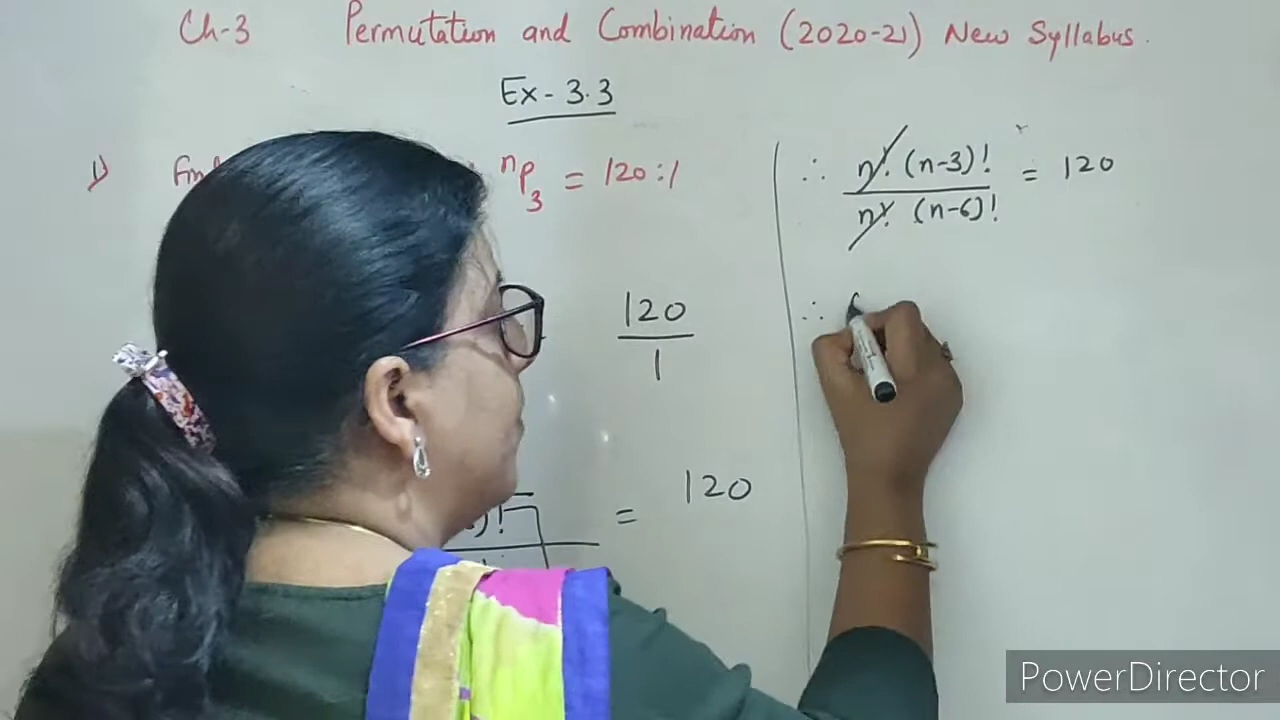 Ch-3 Permutation and Combination (2020-21) New Syllabus.
Ex - 3.3
1) nP3 = 120:1
120
1
)! = 120
∴ n! (n-3)! = 120
n! (n-6)!
∴ (
PowerDirector